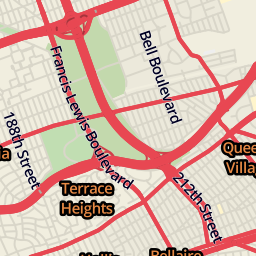 Bell Boulevard
Francis Lewis Boulevard
188th Street
Terrace
Heights
212th Street
Bellaire